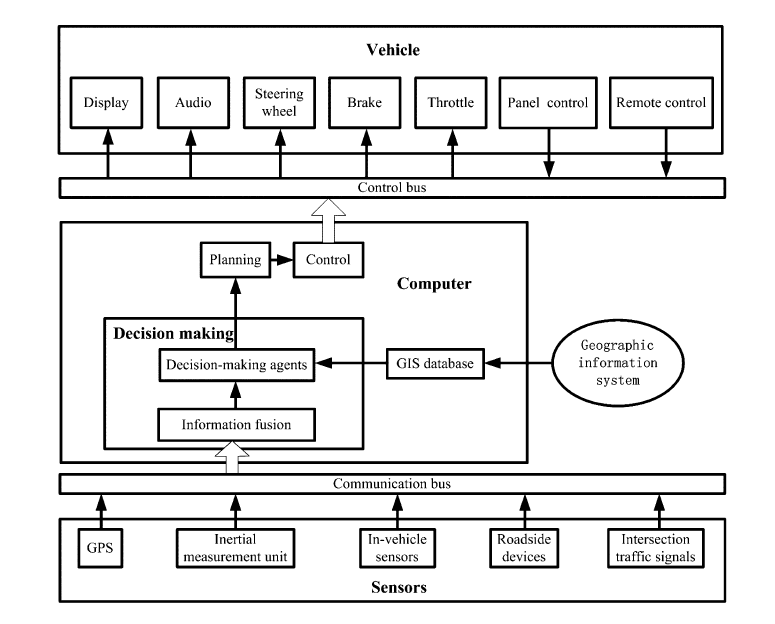 Vehicle
Display
Audio
Steering
wheel
Brake
Throttle
Panel control
Remote control
Control bus
Planning
Control
Computer
Decision making
Decision-making agents
GIS database
Geographic
information
system
Information fusion
Communication bus
GPS
Inertial
measurement unit
In-vehicle
sensors
Roadside
devices
Intersection
traffic signals
Sensors